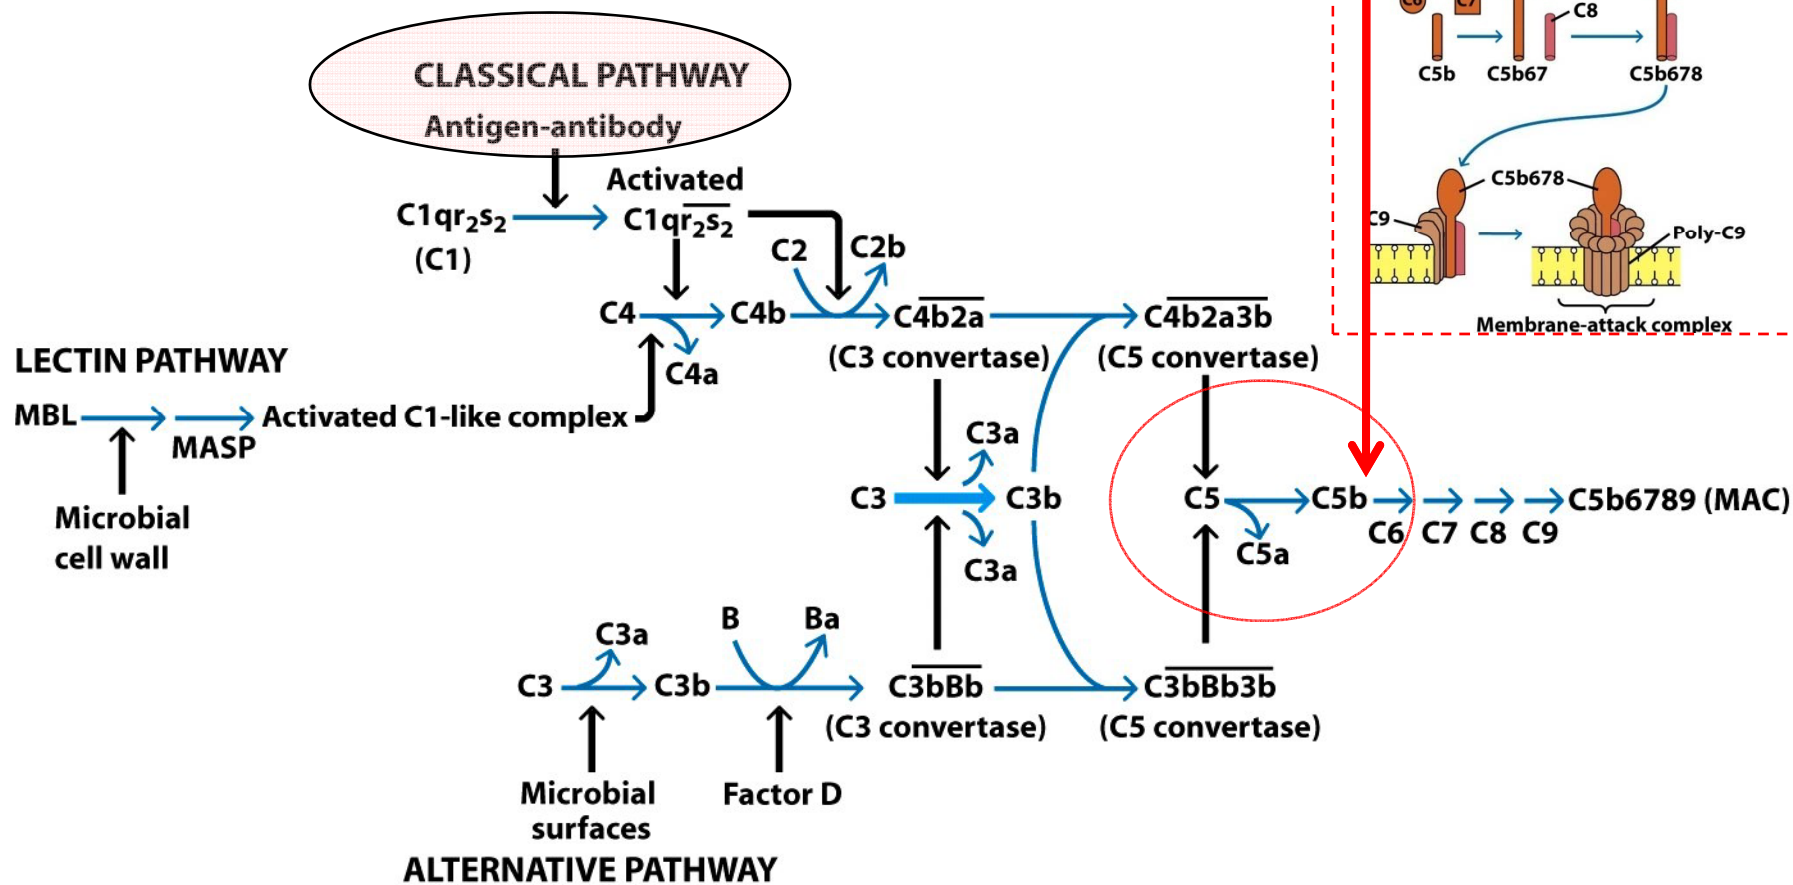 CLASSICAL PATHWAY
Antigen-antibody
Activated
C1qr2s2
C1qr2s2
(C1)
C2
C2b
C4
C4b
C4b2a
C4b2a3b
(C3 convertase)
(C5 convertase)
C4a
LECTIN PATHWAY
MBL
MASP
Activated C1-like complex
Microbial
cell wall
C3a
C3
C3b
C3a
C5
C5b
C5a
C6
C7
C8
C9
C5b6789 (MAC)
C3a
B
Ba
C3
C3b
C3bBb
C3bBb3b
(C3 convertase)
(C5 convertase)
Microbial
surfaces
Factor D
ALTERNATIVE PATHWAY
C6
C7
C8
C5b
C5b67
C5b678
C5b678
C9
Poly-C9
Membrane-attack complex